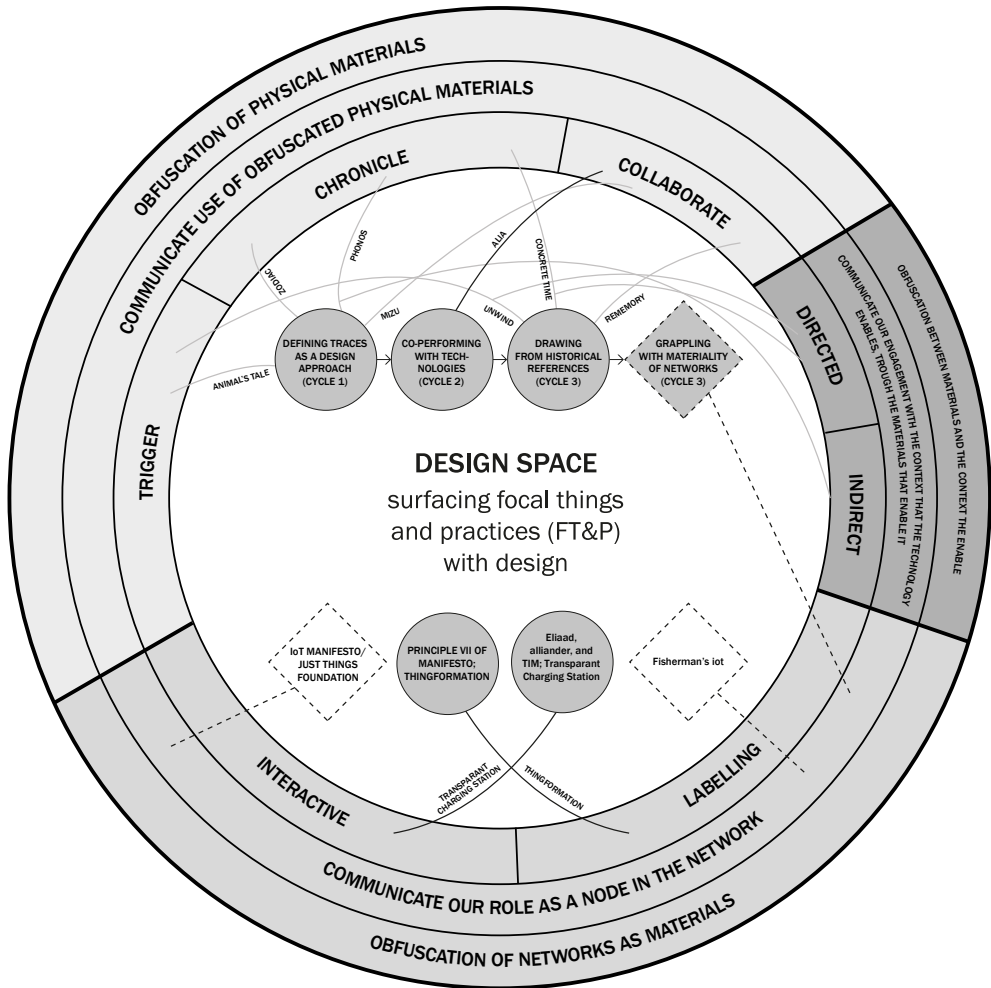 OBFUSCATION OF PHYSICAL MATERIALS
COMMUNICATE USE OF OBFUSCATED PHYSICAL MATERIALS
CHRONICLE
COLLABORATE
TRIGGER
DIRECTED
INDIRECT
COMMUNICATE OUR ENGAGEMENT WITH THE CONTEXT THAT THE TECHNOLOGY
ENABLES, TROUGH THE MATERIALS THAT ENABLE IT
OBFUSCATION BETWEEN MATERIALS AND THE CONTEXT THE ENABLE
ZODIAC
PHONOS
MIZU
ALIA
UNWIND
CONCRETE TIME
REMEMORY
ANIMAL'S TALE
DEFINING TRACES
AS A DESIGN
APPROACH
(CYCLE 1)
CO-PERFORMING
WITH TECH-
NOLOGIES
(CYCLE 2)
DRAWING
FROM HISTORICAL
REFERENCES
(CYCLE 3)
GRAPPLING
WITH MATERIALITY
OF NETWORKS
(CYCLE 3)
DESIGN SPACE
surfacing focal things
and practices (FT&P)
with design
IoT MANIFESTO/
JUST THINGS
FOUNDATION
PRINCIPLE VII OF
MANIFESTO;
THINGFORMATION
Eliaad,
alliander, and
TIM; Transparant
Charging Station
Fisherman's iot
TRANSPARANT
CHARGING STATION
THINGFORMATION
INTERACTIVE
LABELLING
COMMUNICATE OUR ROLE AS A NODE IN THE NETWORK
OBFUSCATION OF NETWORKS AS MATERIALS